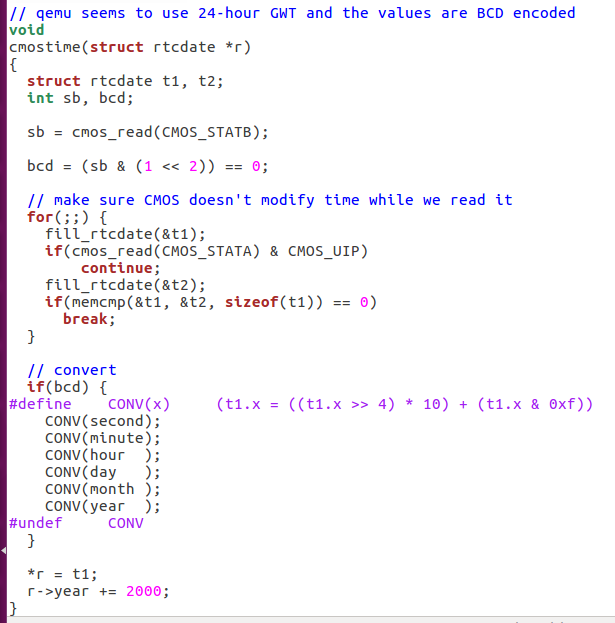 // qemu seems to use 24-hour GWT and the values are BCD encoded
void
cmostime(struct rtcdate *r)
{
  struct rtcdate t1, t2;
  int sb, bcd;

  sb = cmos_read(CMOS_STATB);

  bcd = (sb & (1 << 2)) == 0;

  // make sure CMOS doesn't modify time while we read it
  for(;;) {
    fill_rtcdate(&t1);
    if(cmos_read(CMOS_STATA) & CMOS_UIP)
        continue;
    fill_rtcdate(&t2);
    if(memcmp(&t1, &t2, sizeof(t1)) == 0)
      break;
  }

  // convert
  if(bcd) {
#define    CONV(x)     (t1.x = ((t1.x >> 4) * 10) + (t1.x & 0xf))
    CONV(second);
    CONV(minute);
    CONV(hour  );
    CONV(day   );
    CONV(month );
    CONV(year  );
#undef     CONV
  }

  *r = t1;
  r->year += 2000;
}